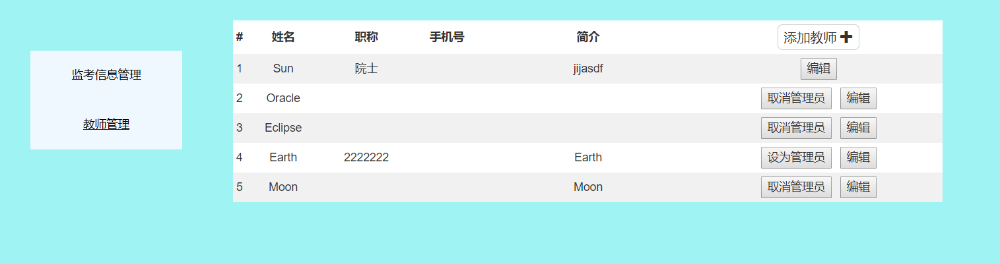 监考信息管理
教师管理
# 姓名 职称 手机号 简介 添加教师
1 Sun 院士 jijasdf 编辑
2 Oracle 取消管理员 编辑
3 Eclipse 取消管理员 编辑
4 Earth 2222222 Earth 设为管理员 编辑
5 Moon Moon 取消管理员 编辑